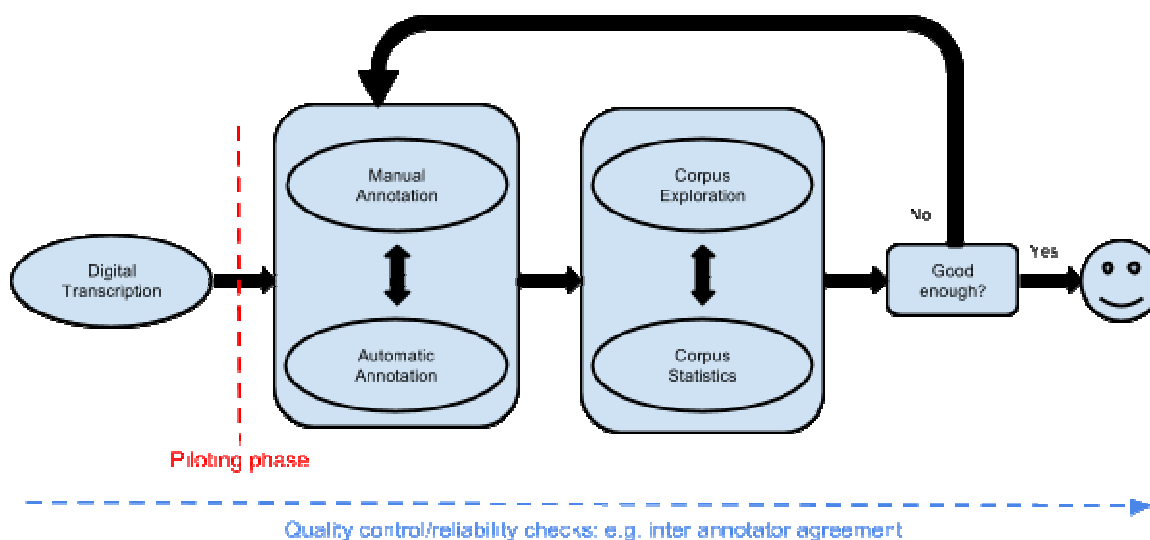 Manual
Annotation
Corpus
Exploration
No
Digital
Transcription
Good
enough?
Yes
Automatic
Annotation
Corpus
Statistics
Piloting phase
Quality control/reliability checks: e.g. inter annotator agreement